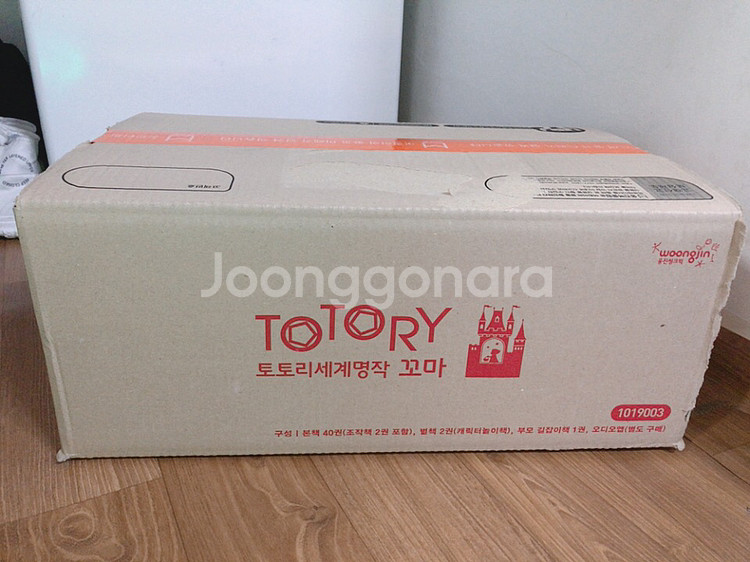 woongjin
웅진씽크빅
Joonggonara
TOTORY
토토리세계명작 꼬마
1019003
구성 | 본책 40권(조작책 2권 포함), 별책 2권(캐릭터놀이책), 부모 길잡이책 1권, 오디오앱(별도 구매)